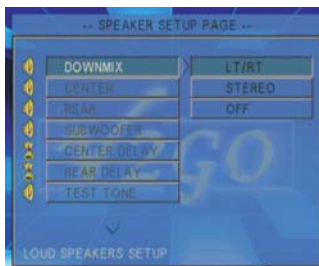 -- SPEAKER SETUP PAGE --
DOWNMIX LT/RT
CENTER STEREO
REAR OFF
SUBWOOFER
CENTER DELAY
REAR DELAY
TEST TONE
LOUD SPEAKERS SETUP